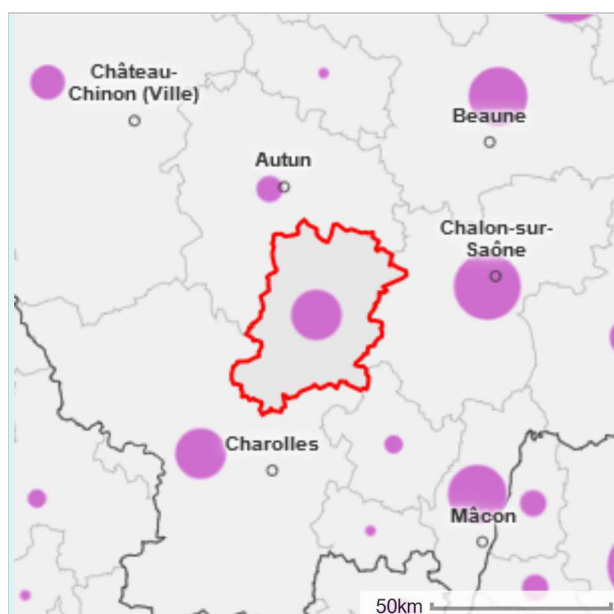 Château-
Chinon (Ville)
Beaune
Autun
Chalon-sur-
Saône
Charolles
Mâcon
50km